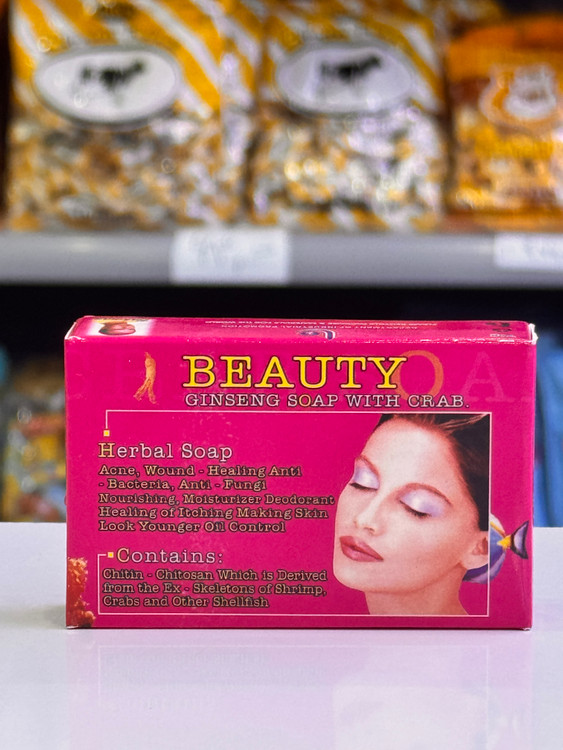 BEAUTY
GINSENG SOAP WITH CRAB.
Herbal Soap
Acne, Wound - Healing Anti
- Bacteria, Anti - Fungi
Nourishing, Moisturizer Deodorant
Healing of Itching Making Skin
Look Younger Oil Control
Contains:
Chitin - Chitosan Which is Derived
from the Ex - Skeletons of Shrimp,
Crabs and Other Shellfish